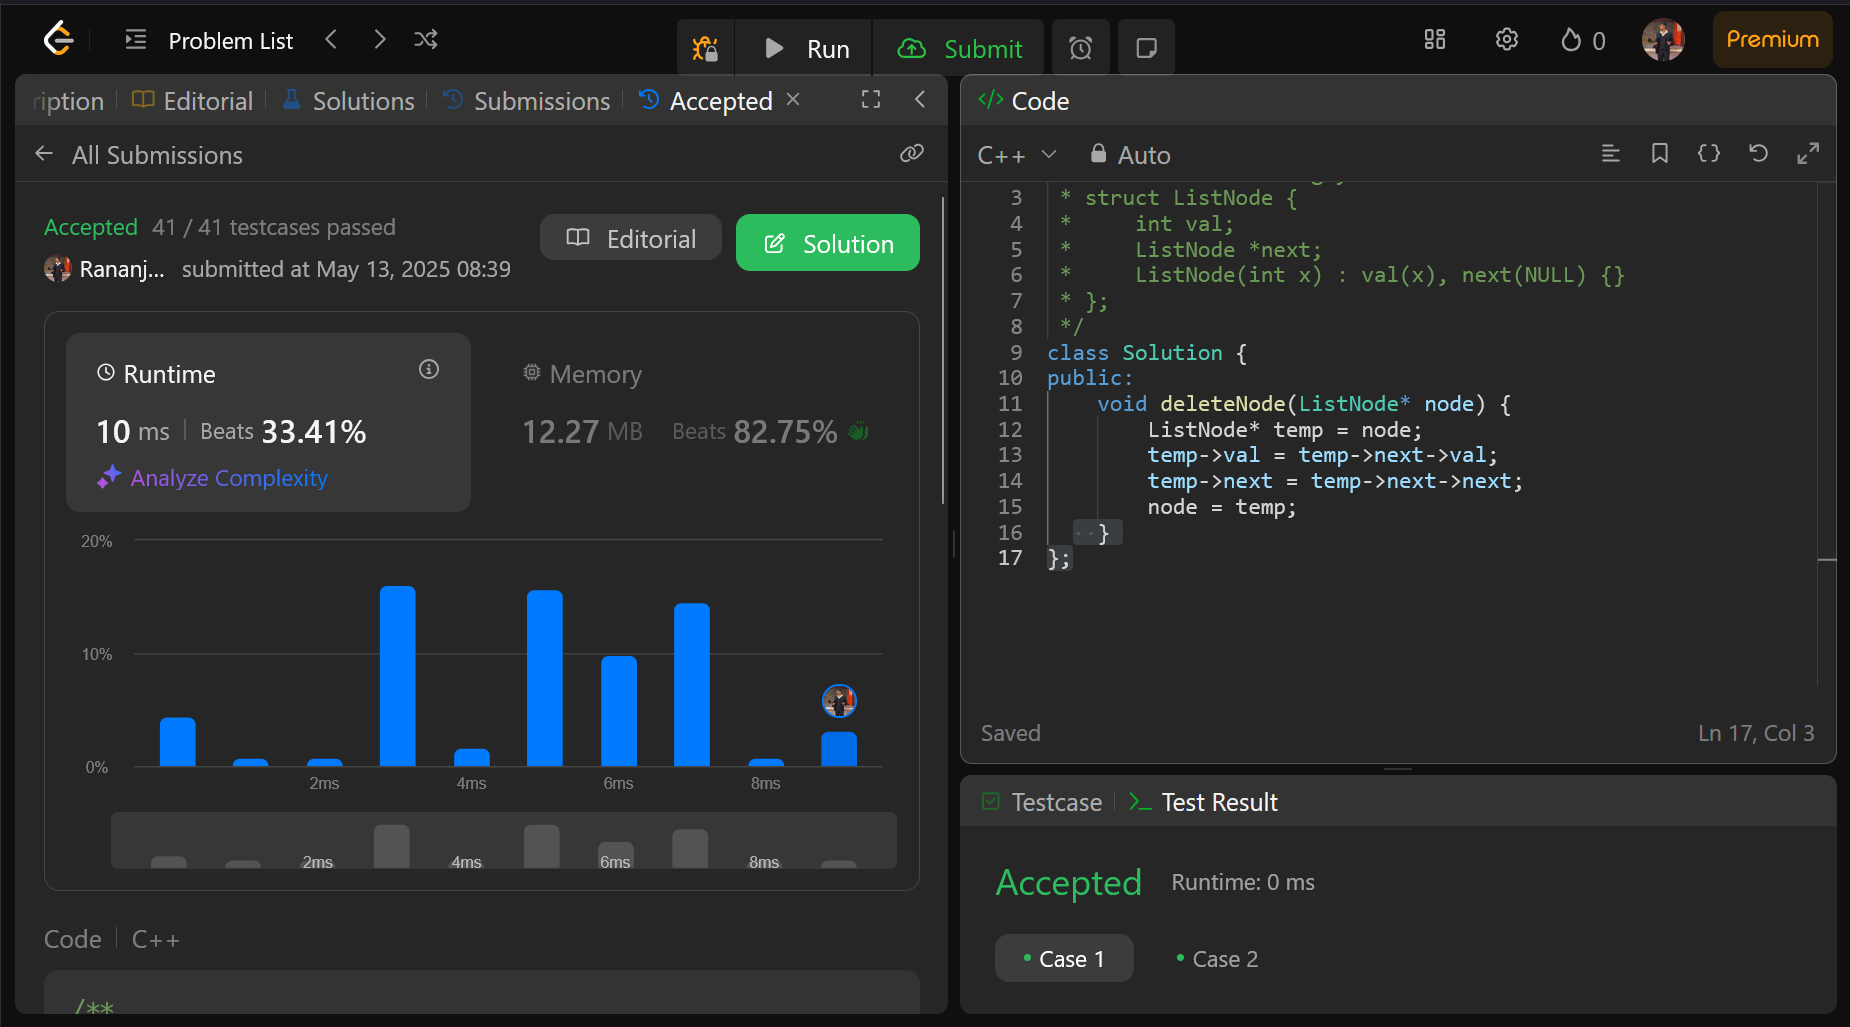 Problem List
Run
Submit
0
Premium
ription
Editorial
Solutions
Submissions
Accepted
All Submissions
Accepted 41 / 41 testcases passed
Rananj... submitted at May 13, 2025 08:39
Editorial
Solution
Runtime
10 ms Beats 33.41%
Analyze Complexity
Memory
12.27 MB Beats 82.75%
20%
10%
0%
2ms 4ms 6ms 8ms
2ms 4ms 6ms 8ms
Code C++
/**
</> Code
C++ Auto
3 * struct ListNode {
4 *     int val;
5 *     ListNode *next;
6 *     ListNode(int x) : val(x), next(NULL) {}
7 * };
8 */
9 class Solution {
10 public:
11     void deleteNode(ListNode* node) {
12         ListNode* temp = node;
13         temp->val = temp->next->val;
14         temp->next = temp->next->next;
15         node = temp;
16     }
17 };
Saved
Ln 17, Col 3
Testcase
Test Result
Accepted Runtime: 0 ms
• Case 1 • Case 2